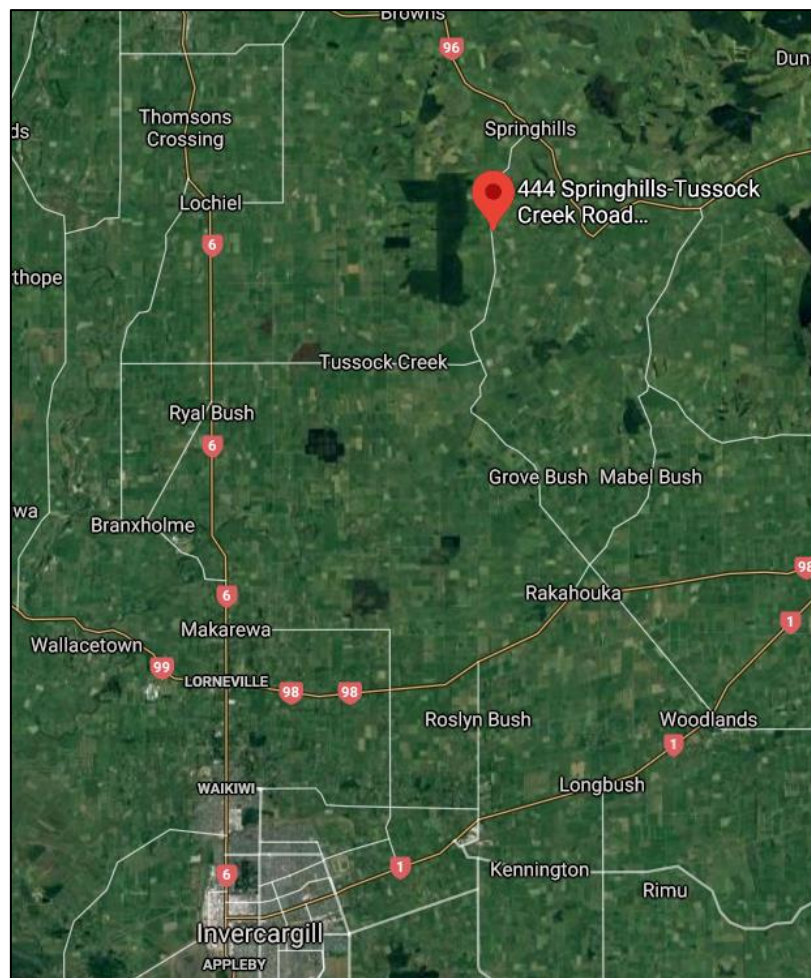 Browns
96
Dun
Thomsons
Crossing
ds
Springhills
444 Springhills-Tussock
Creek Road...
Lochiel
6
rthope
Tussock Creek
Ryal Bush
6
Grove Bush
Mabel Bush
wa
Branxholme
98
6
Rakahouka
1
Makarewa
Wallacetown
99
LORNEVILLE
98
98
Roslyn Bush
Woodlands
1
WAIKIWI
Longbush
6
1
Kennington
Rimu
Invercargill
APPLEBY